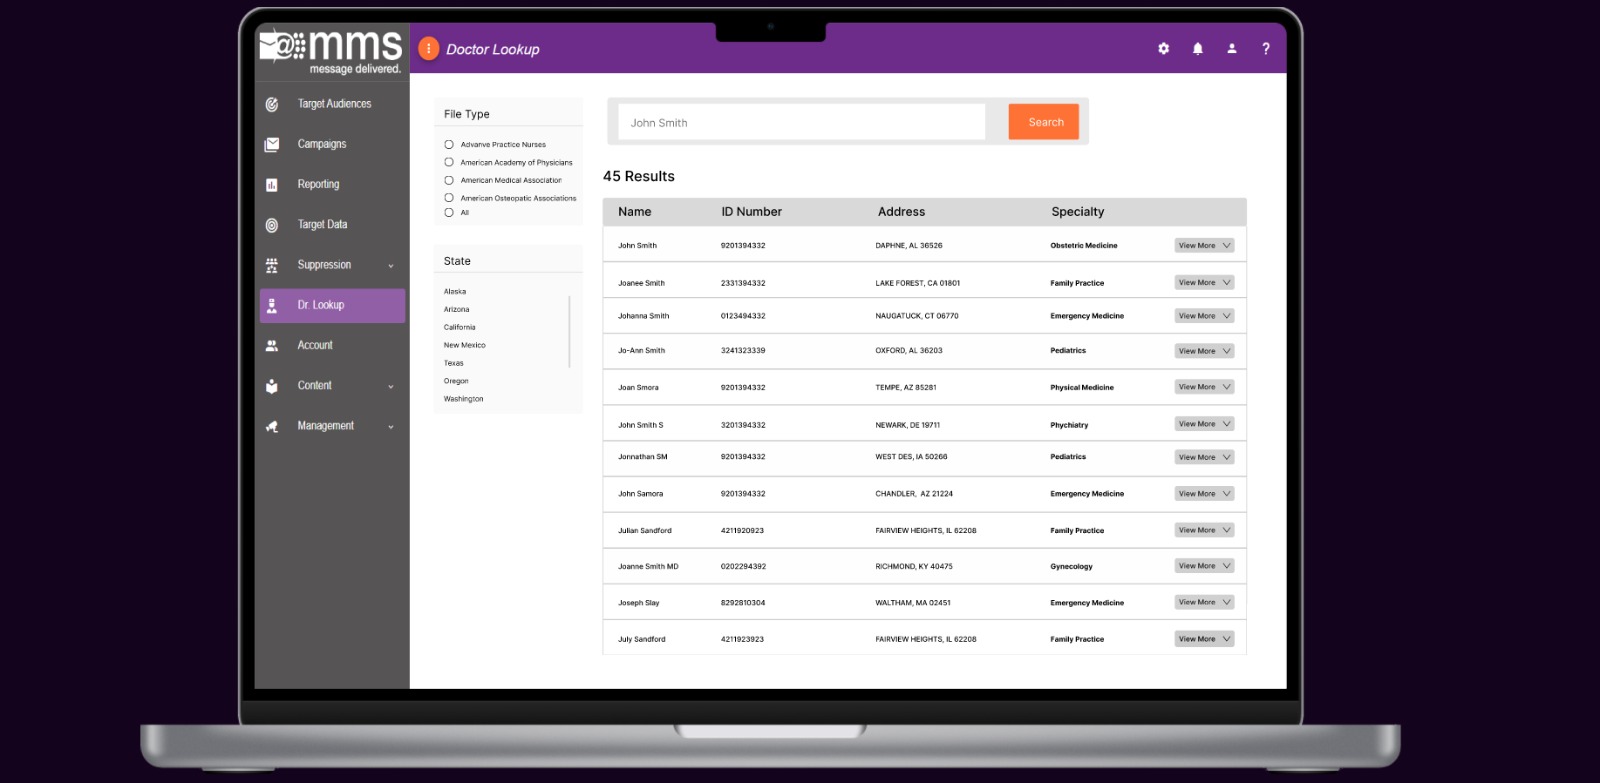 @mms
message delivered.
Doctor Lookup
?
Target Audiences
Campaigns
Reporting
Target Data
Suppression
Dr. Lookup
Account
Content
Management
File Type
Advanve Practice Nurses
American Academy of Physicians
American Medical Association
American Osteopatic Associations
All
State
Alaska
Arizona
California
New Mexico
Texas
Oregon
Washington
John Smith
Search
45 Results
Name ID Number Address Specialty
John Smith 9201394332 DAPHNE, AL 36526 Obstetric Medicine View More
Joanee Smith 2331394332 LAKE FOREST, CA 01801 Family Practice View More
Johanna Smith 0123494332 NAUGATUCK, CT 06770 Emergency Medicine View More
Jo-Ann Smith 3241323339 OXFORD, AL 36203 Pediatrics View More
Joan Smora 9201394332 TEMPE, AZ 85281 Physical Medicine View More
John Smith S 3201394332 NEWARK, DE 19711 Phychiatry View More
Jonnathan SM 9201394332 WEST DES, IA 50266 Pediatrics View More
John Samora 9201394332 CHANDLER, AZ 21224 Emergency Medicine View More
Julian Sandford 4211920923 FAIRVIEW HEIGHTS, IL 62208 Family Practice View More
Joanne Smith MD 0202294392 RICHMOND, KY 40475 Gynecology View More
Joseph Slay 8292810304 WALTHAM, MA 02451 Emergency Medicine View More
July Sandford 4211923923 FAIRVIEW HEIGHTS, IL 62208 Family Practice View More